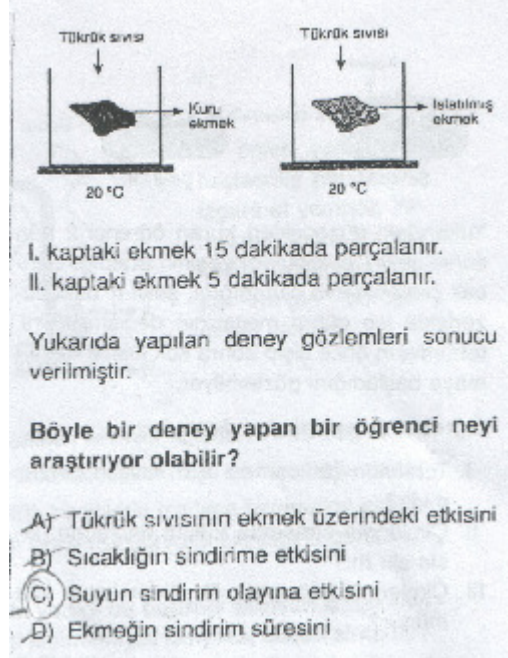 Tükrük sıvısı Tükrük sıvısı
Kuru
ekmek
Islatılmış
ekmek
20 °C 20 °C
I. kaptaki ekmek 15 dakikada parçalanır.
II. kaptaki ekmek 5 dakikada parçalanır.
Yukarıda yapılan deney gözlemleri sonucu
verilmiştir.
Böyle bir deney yapan bir öğrenci neyi
araştırıyor olabilir?
A) Tükrük sıvısının ekmek üzerindeki etkisini
B) Sıcaklığın sindirime etkisini
C) Suyun sindirim olayına etkisini
D) Ekmeğin sindirim süresini